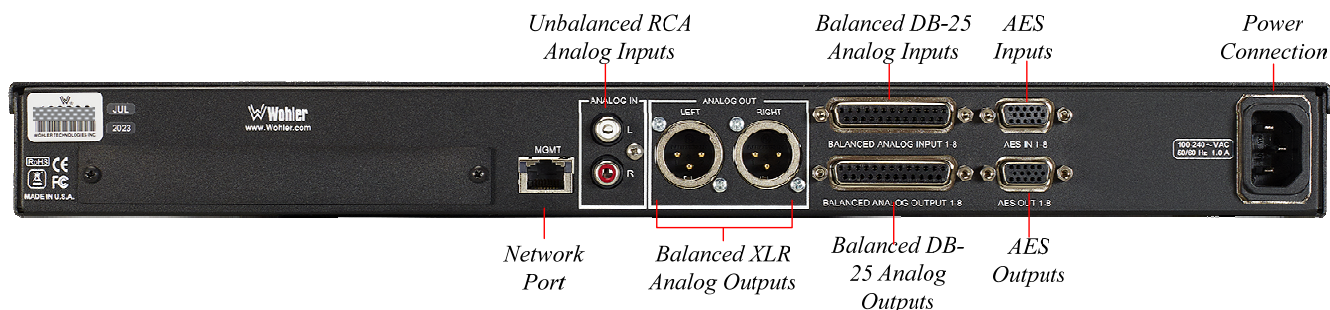 Unbalanced RCA
Analog Inputs
Balanced DB-25
Analog Inputs
AES
Inputs
Power
Connection
W
WOHLER TECHNOLOGIES INC
JUL
2023
Wohler
www.Wohler.com
RoHS CE
FC
MADE IN U.S.A.
MGMT
ANALOG IN
L
R
ANALOG OUT
LEFT
RIGHT
BALANCED ANALOG INPUT 1-8
BALANCED ANALOG OUTPUT 1-8
AES IN 1-8
AES OUT 1-8
100-240~VAC
50/60 Hz 1.0 A
Network
Port
Balanced XLR
Analog Outputs
Balanced DB-
25 Analog
Outputs
AES
Outputs